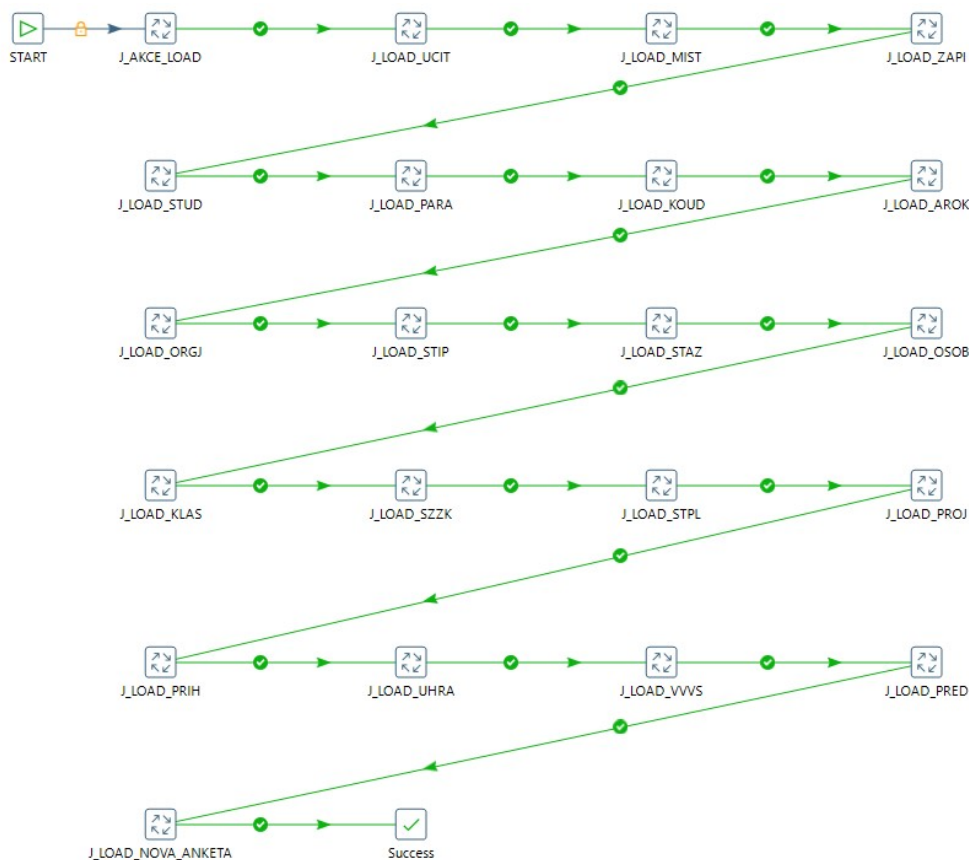 START
J_AKCE_LOAD
J_LOAD_UCIT
J_LOAD_MIST
J_LOAD_ZAPI
J_LOAD_STUD
J_LOAD_PARA
J_LOAD_KOUD
J_LOAD_AROK
J_LOAD_ORGJ
J_LOAD_STIP
J_LOAD_STAZ
J_LOAD_OSOB
J_LOAD_KLAS
J_LOAD_SZZK
J_LOAD_STPL
J_LOAD_PROJ
J_LOAD_PRIH
J_LOAD_UHRA
J_LOAD_VVVS
J_LOAD_PRED
J_LOAD_NOVA_ANKETA
Success